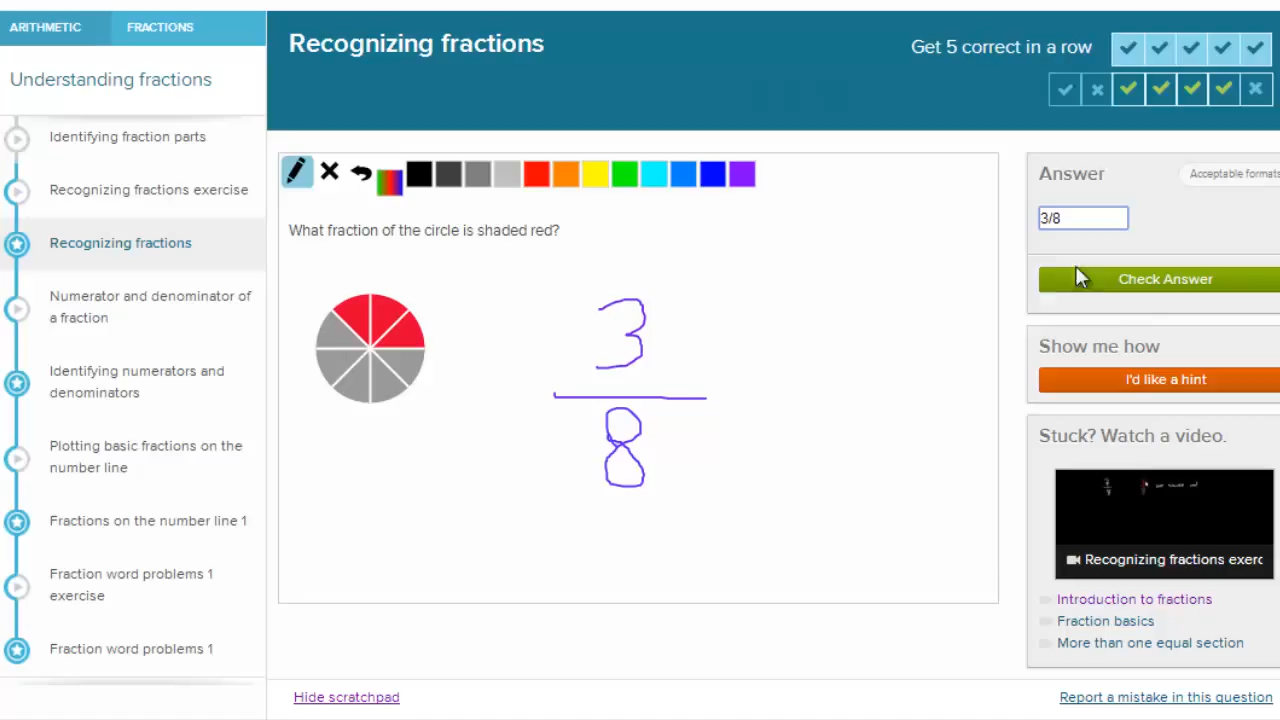 ARITHMETIC
FRACTIONS
Understanding fractions
Identifying fraction parts
Recognizing fractions exercise
Recognizing fractions
Numerator and denominator of
a fraction
Identifying numerators and
denominators
Plotting basic fractions on the
number line
Fractions on the number line 1
Fraction word problems 1
exercise
Fraction word problems 1
Recognizing fractions
Get 5 correct in a row
What fraction of the circle is shaded red?
3
8
Hide scratchpad
Answer
Acceptable formats
3/8
Check Answer
Show me how
I'd like a hint
Stuck? Watch a video.
Recognizing fractions exerc
Introduction to fractions
Fraction basics
More than one equal section
Report a mistake in this question